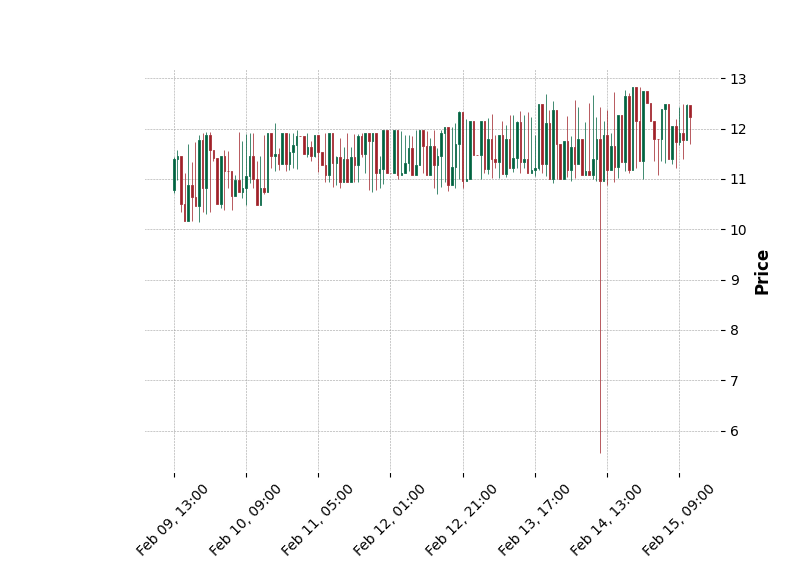 13
12
11
10
9
8
7
6
Price
Feb 09, 13:00
Feb 10, 09:00
Feb 11, 05:00
Feb 12, 01:00
Feb 12, 21:00
Feb 13, 17:00
Feb 14, 13:00
Feb 15, 09:00